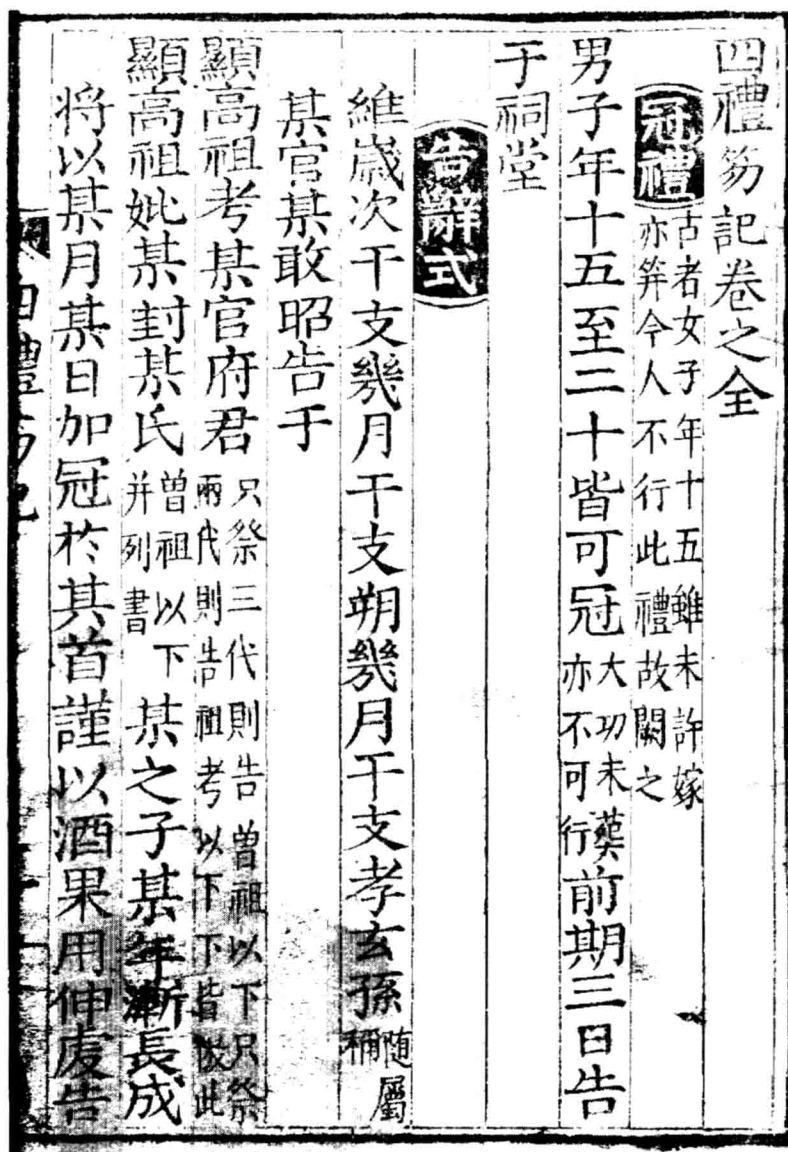 四禮笏記卷之全
冠禮 古者女子年十五雖未許嫁
亦笄今人不行此禮故闕之
男子年十五至二十皆可冠 大功未葬
亦不可行 前期三日告
于祠堂
告辭式
維歲次干支幾月干支朔幾月干支孝玄孫 隨屬
稱
某官某敢昭告于
顯高祖考某官府君 只祭三代則告曾祖以下只祭
兩代則告祖考以下下皆倣此
顯高祖妣某封某氏 曾祖以下
并列書 某之子某年漸長成
將以某月某日加冠於其首謹以酒果用伸虔告
四禮笏記